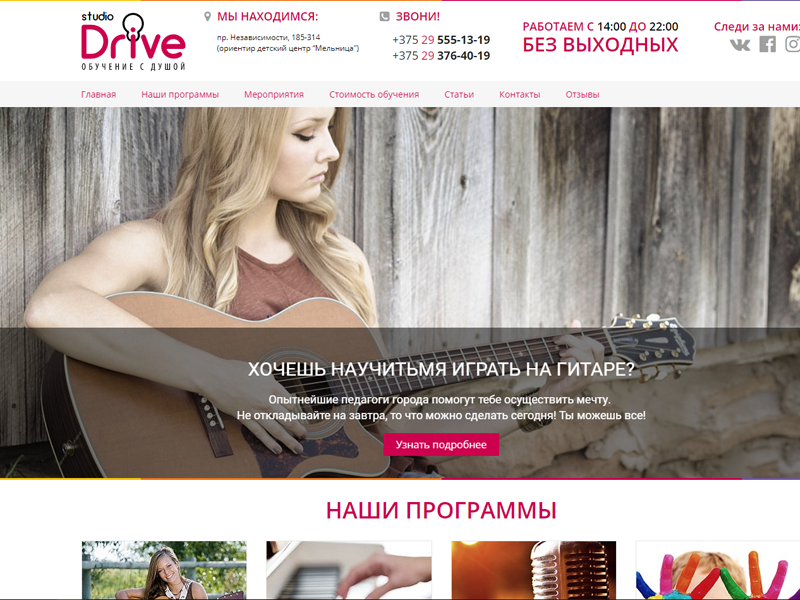 studio
Drive
ОБУЧЕНИЕ С ДУШОЙ
МЫ НАХОДИМСЯ:
пр. Независимости, 185-314
(ориентир детский центр "Мельница")
ЗВОНИ!
+375 29 555-13-19
+375 29 376-40-19
РАБОТАЕМ С 14:00 ДО 22:00
БЕЗ ВЫХОДНЫХ
Следи за нами:
Главная
Наши программы
Мероприятия
Стоимость обучения
Статьи
Контакты
Отзывы
ХОЧЕШЬ НАУЧИТЬМЯ ИГРАТЬ НА ГИТАРЕ?
Опытнейшие педагоги города помогут тебе осуществить мечту.
Не откладывайте на завтра, то что можно сделать сегодня! Ты можешь все!
Узнать подробнее
НАШИ ПРОГРАММЫ